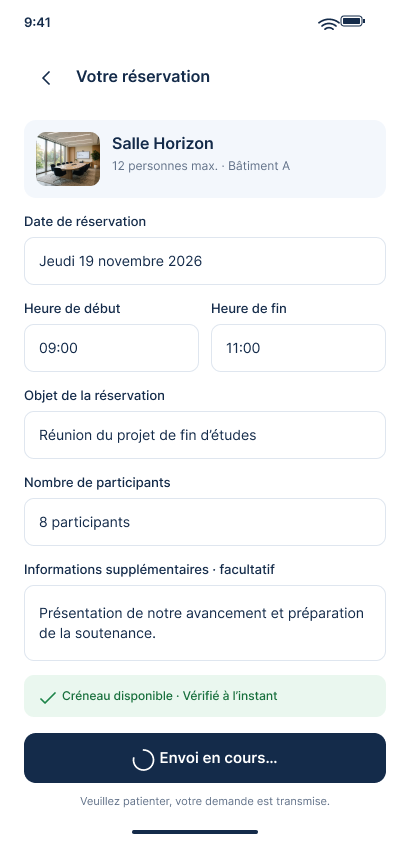 9:41
Votre réservation
Salle Horizon
12 personnes max. · Bâtiment A
Date de réservation
Jeudi 19 novembre 2026
Heure de début
Heure de fin
09:00
11:00
Objet de la réservation
Réunion du projet de fin d’études
Nombre de participants
8 participants
Informations supplémentaires · facultatif
Présentation de notre avancement et préparation
de la soutenance.
Créneau disponible · Vérifié à l’instant
Envoi en cours…
Veuillez patienter, votre demande est transmise.